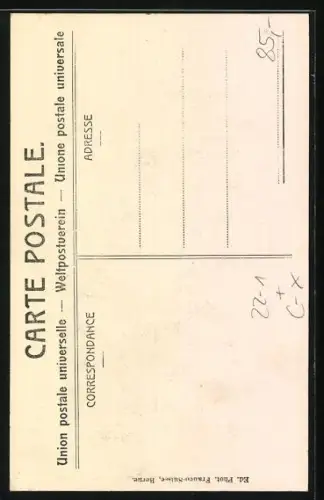 CARTE POSTALE.
Union postale universelle — Weltpostverein — Unione postale universale
CORRESPONDANCE
ADRESSE
85,-
22-1
+
C-X
Ed. Phot. Franco-Suisse, Berne.